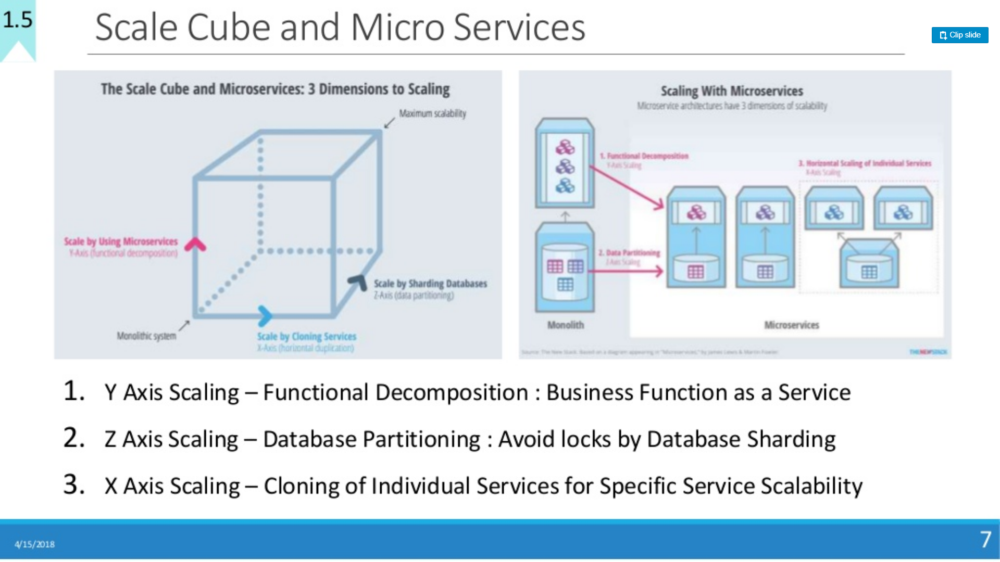 1.5
Scale Cube and Micro Services
Clip slide
The Scale Cube and Microservices: 3 Dimensions to Scaling
Maximum scalability
Scale by Using Microservices
Y-Axis (functional decomposition)
Scale by Sharding Databases
Z-Axis (data partitioning)
Monolithic system
Scale by Cloning Services
X-Axis (horizontal duplication)
Scaling With Microservices
Microservice architectures have 3 dimensions of scalability
1. Functional Decomposition
Y-Axis Scaling
3. Horizontal Scaling of Individual Services
X-Axis Scaling
2. Data Partitioning
Z-Axis Scaling
Monolith
Microservices
Source: The New Stack. Based on a diagram appearing in "Microservices," by James Lewis & Martin Fowler
THENEWSTACK
1. Y Axis Scaling – Functional Decomposition : Business Function as a Service
2. Z Axis Scaling – Database Partitioning : Avoid locks by Database Sharding
3. X Axis Scaling – Cloning of Individual Services for Specific Service Scalability
4/15/2018
7